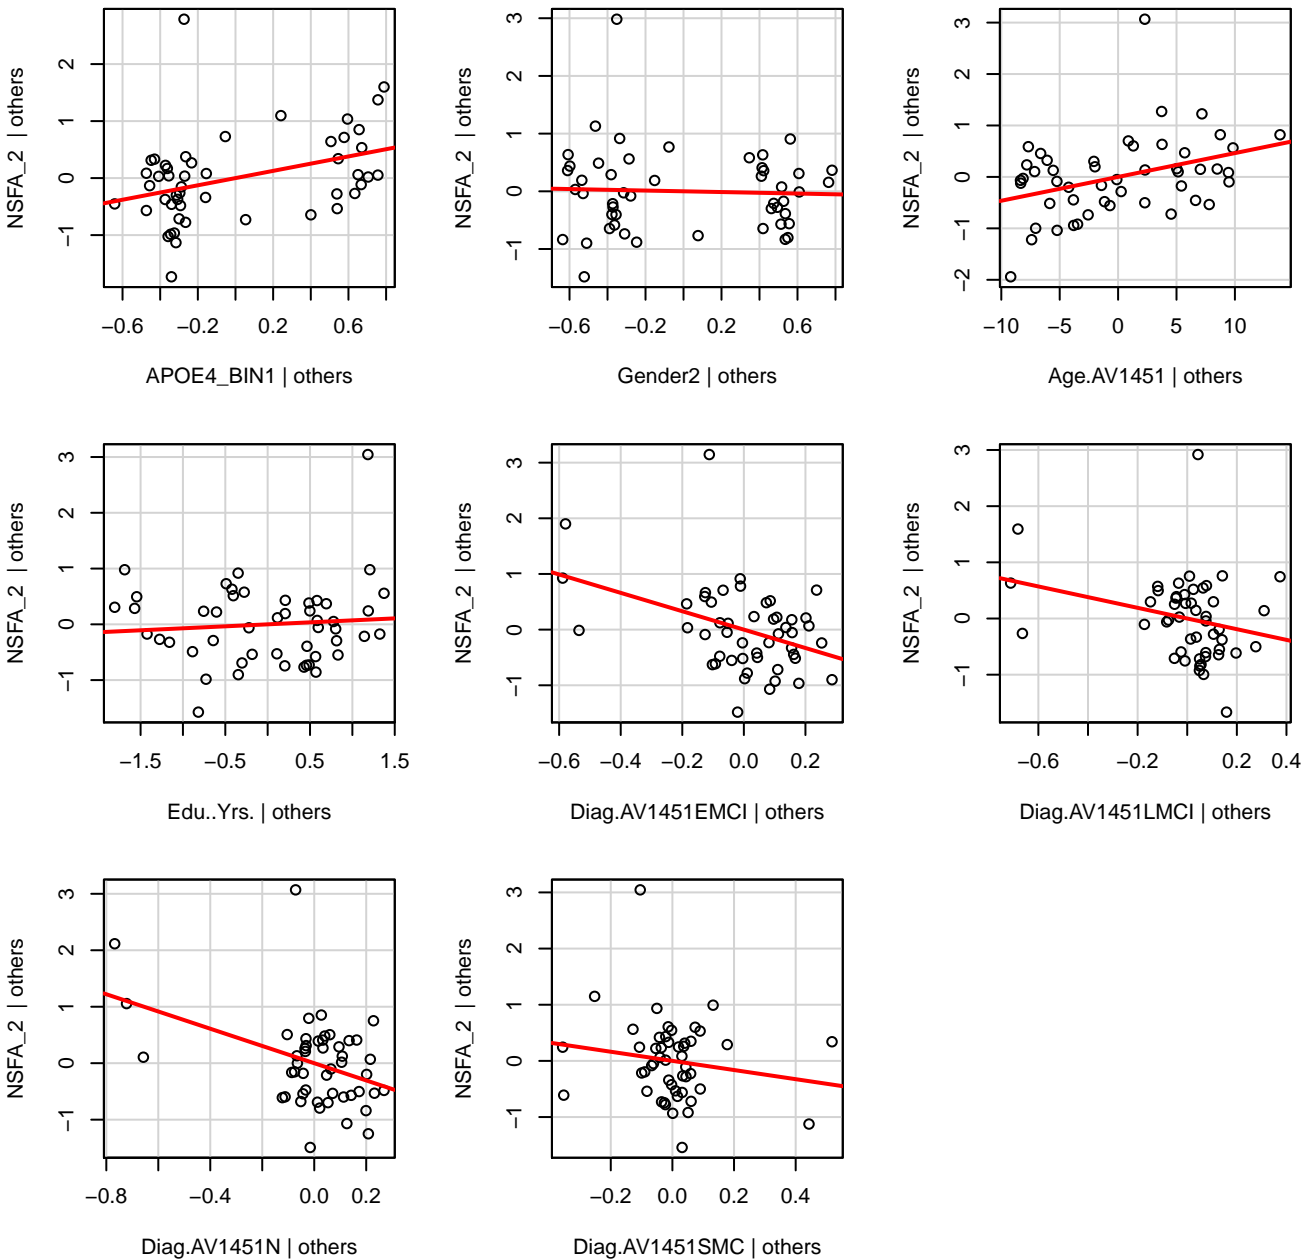 NSFA_2 | others
2
1
0
−1
−0.6 −0.2 0.2 0.6
APOE4_BIN1 | others
NSFA_2 | others
3
2
1
0
−1
−0.6 −0.2 0.2 0.6
Gender2 | others
NSFA_2 | others
3
2
1
0
−1
−2
−10 −5 0 5 10
Age.AV1451 | others
NSFA_2 | others
3
2
1
0
−1
−1.5 −0.5 0.5 1.5
Edu..Yrs. | others
NSFA_2 | others
3
2
1
0
−1
−0.6 −0.4 −0.2 0.0 0.2
Diag.AV1451EMCI | others
NSFA_2 | others
3
2
1
0
−1
−0.6 −0.2 0.2 0.4
Diag.AV1451LMCI | others
NSFA_2 | others
3
2
1
0
−1
−0.8 −0.4 0.0 0.2
Diag.AV1451N | others
NSFA_2 | others
3
2
1
0
−1
−0.2 0.0 0.2 0.4
Diag.AV1451SMC | others